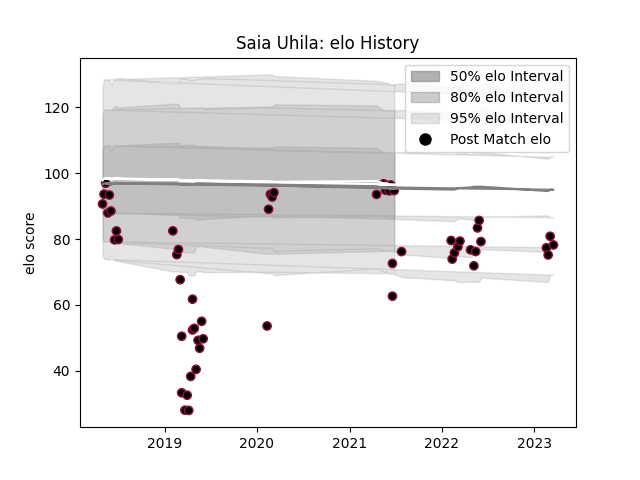 Saia Uhila: elo History
50% elo Interval
80% elo Interval
95% elo Interval
Post Match elo
elo score
120
100
80
60
40
2019
2020
2021
2022
2023